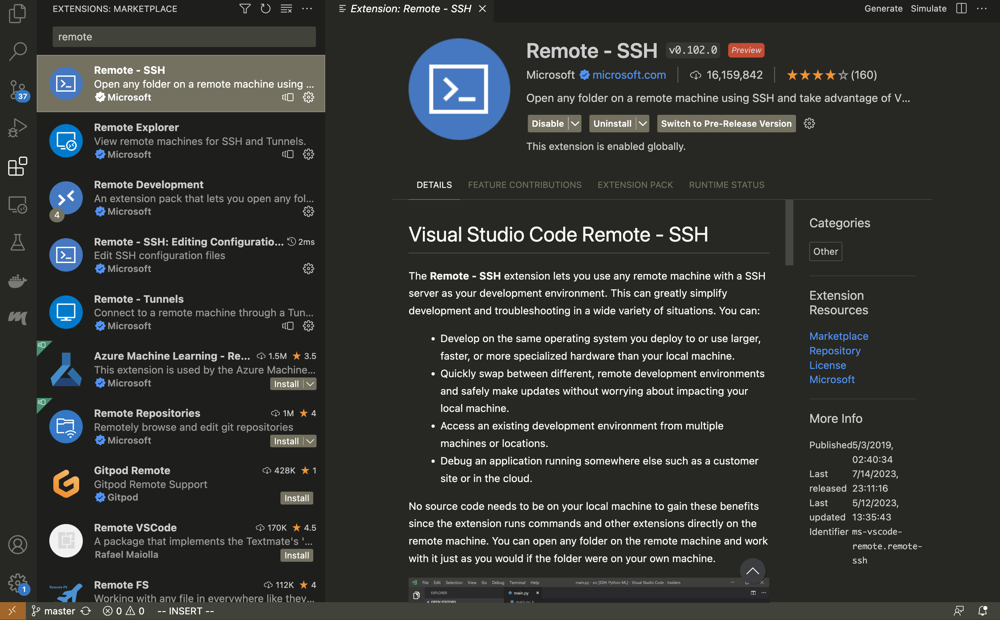 EXTENSIONS: MARKETPLACE
remote
Remote - SSH
Open any folder on a remote machine using ...
Microsoft
Remote Explorer
View remote machines for SSH and Tunnels.
Microsoft
Remote Development
An extension pack that lets you open any fol...
4
Microsoft
Remote - SSH: Editing Configuratio... 2ms
Edit SSH configuration files
Microsoft
Remote - Tunnels
Connect to a remote machine through a Tun...
Microsoft
Azure Machine Learning - Re... 1.5M 3.5
This extension is used by the Azure Machine...
Microsoft Install
Remote Repositories 1M 4
Remotely browse and edit git repositories
Microsoft Install
Gitpod Remote 428K 1
Gitpod Remote Support
Gitpod Install
Remote VSCode 170K 4.5
A package that implements the Textmate's '...
Rafael Maiolla Install
Remote FS 112K 4
Remote FS
Working with any file in everywhere like they...
37
1
Extension: Remote - SSH
Generate Simulate
Remote - SSH v0.102.0 Preview
Microsoft microsoft.com 16,159,842 (160)
Open any folder on a remote machine using SSH and take advantage of V...
Disable Uninstall Switch to Pre-Release Version
This extension is enabled globally.
DETAILS FEATURE CONTRIBUTIONS EXTENSION PACK RUNTIME STATUS
Visual Studio Code Remote - SSH
The Remote - SSH extension lets you use any remote machine with a SSH
server as your development environment. This can greatly simplify
development and troubleshooting in a wide variety of situations. You can:
• Develop on the same operating system you deploy to or use larger,
faster, or more specialized hardware than your local machine.
• Quickly swap between different, remote development environments
and safely make updates without worrying about impacting your
local machine.
• Access an existing development environment from multiple
machines or locations.
• Debug an application running somewhere else such as a customer
site or in the cloud.
No source code needs to be on your local machine to gain these benefits
since the extension runs commands and other extensions directly on the
remote machine. You can open any folder on the remote machine and work
with it just as you would if the folder were on your own machine.
File Edit Selection View Go Debug Terminal Help main.py - src [SSH: Python-ML] - Visual Studio Code - Insiders
EXPLORER main.py
OPEN EDITORS main.py
Categories
Other
Extension
Resources
Marketplace
Repository
License
Microsoft
More Info
Published 5/3/2019,
02:40:34
Last 7/14/2023,
released 23:11:16
Last 5/12/2023,
updated 13:35:43
Identifier ms-vscode-
remote.remote-
ssh
master 0 0 -- INSERT --